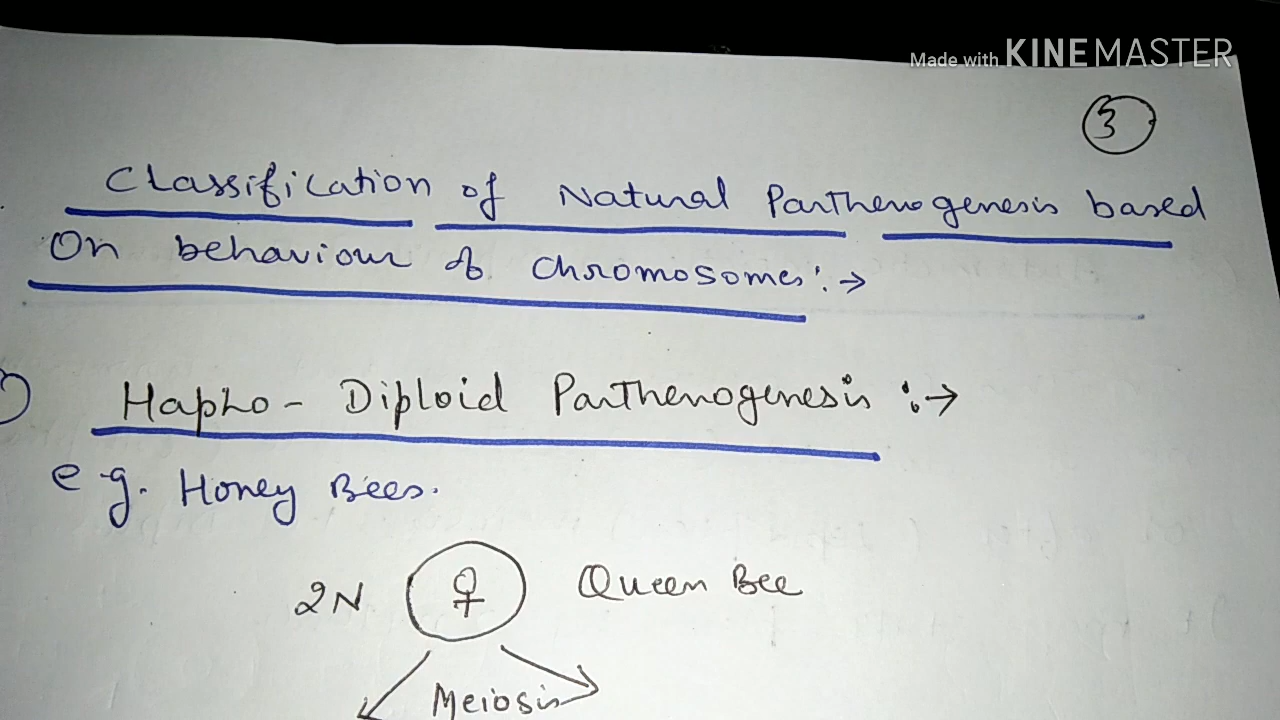 Made with KINEMASTER
3
Classification of Natural Parthenogenesis based
On behaviour of Chromosomes :→
Haplo - Diploid Parthenogenesis :→
e.g. Honey Bees.
2N ♀ Queen Bee
Meiosis